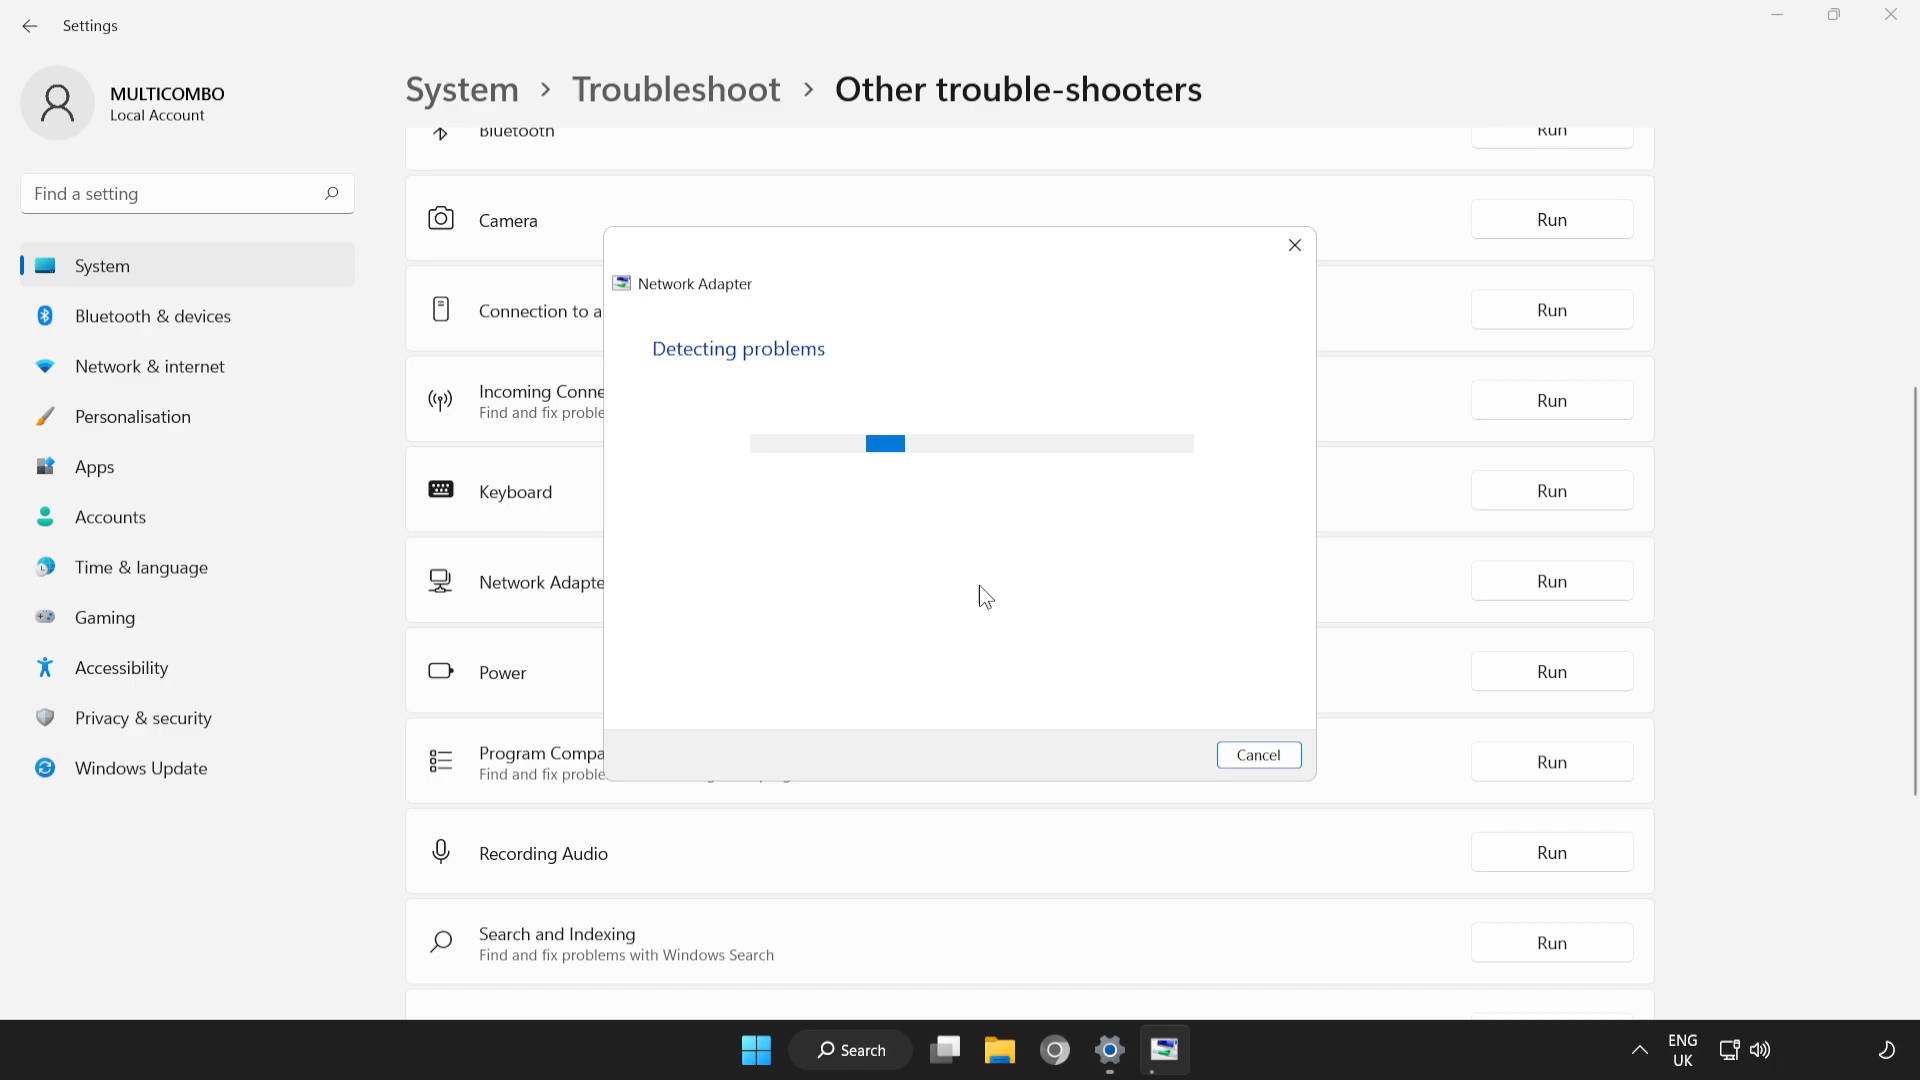 Settings
MULTICOMBO
Local Account
Find a setting
System
Bluetooth & devices
Network & internet
Personalisation
Apps
Accounts
Time & language
Gaming
Accessibility
Privacy & security
Windows Update
System > Troubleshoot > Other trouble-shooters
Bluetooth
Run
Camera
Run
Connection to a
Run
Incoming Conne
Find and fix proble
Run
Keyboard
Run
Network Adapte
Run
Power
Run
Program Compa
Find and fix proble
Run
Recording Audio
Run
Search and Indexing
Find and fix problems with Windows Search
Run
Network Adapter
Detecting problems
Cancel
Search
ENG
UK